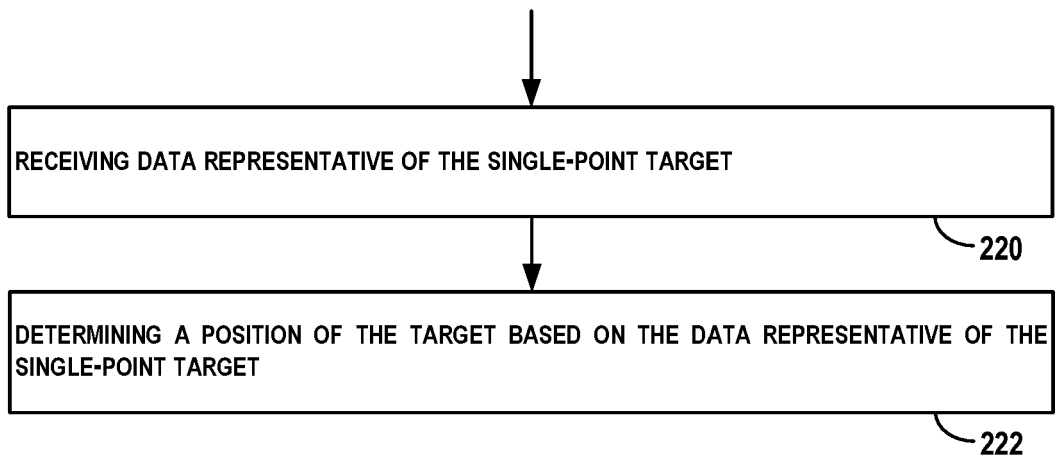 RECEIVING DATA REPRESENTATIVE OF THE SINGLE-POINT TARGET
220
DETERMINING A POSITION OF THE TARGET BASED ON THE DATA REPRESENTATIVE OF THE
SINGLE-POINT TARGET
222